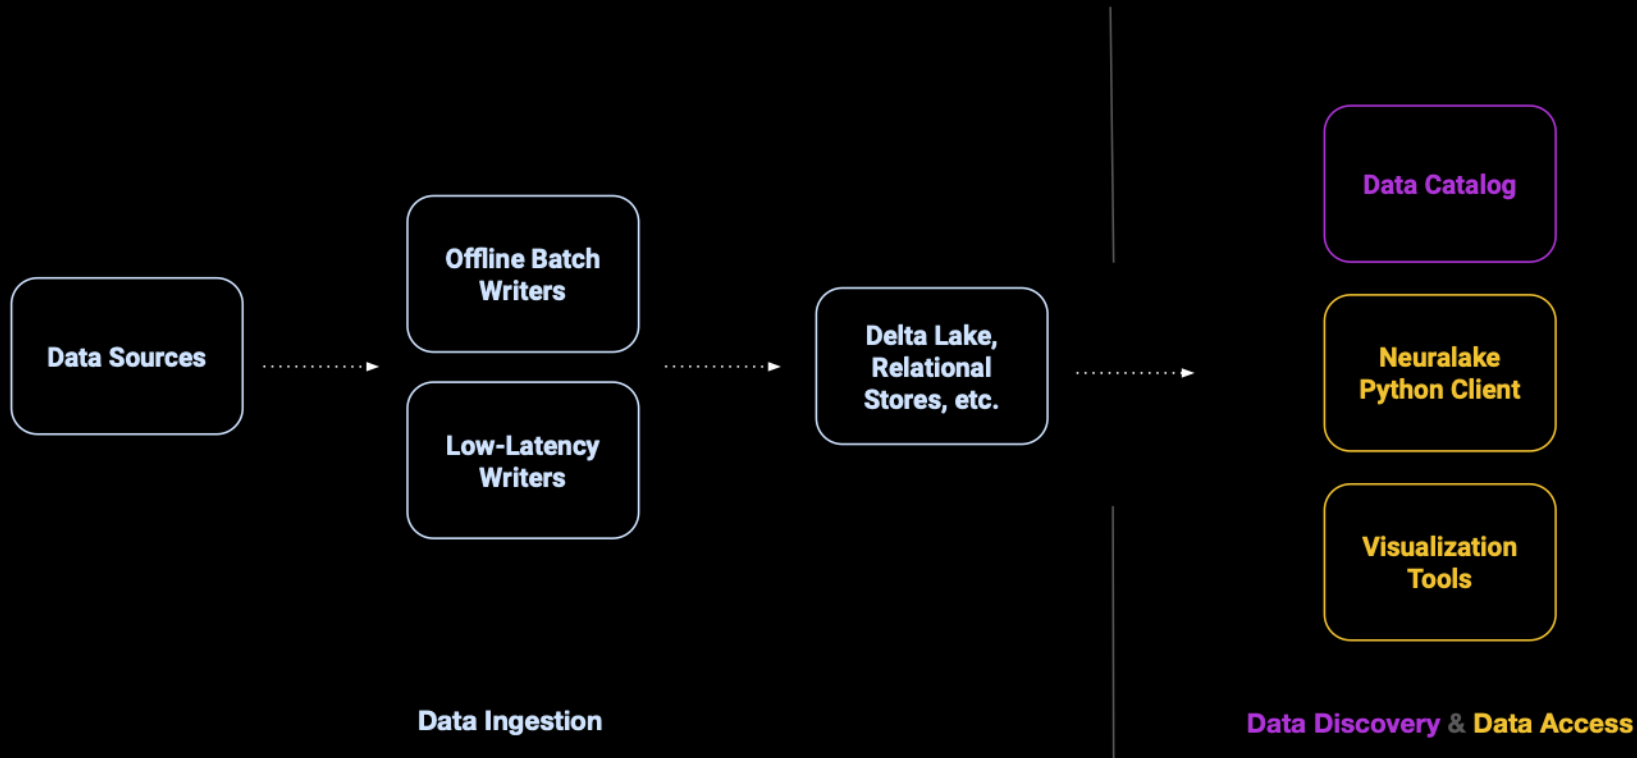 Data Sources
Offline Batch
Writers
Low-Latency
Writers
Delta Lake,
Relational
Stores, etc.
Data Catalog
Neuralake
Python Client
Visualization
Tools
Data Ingestion
Data Discovery & Data Access